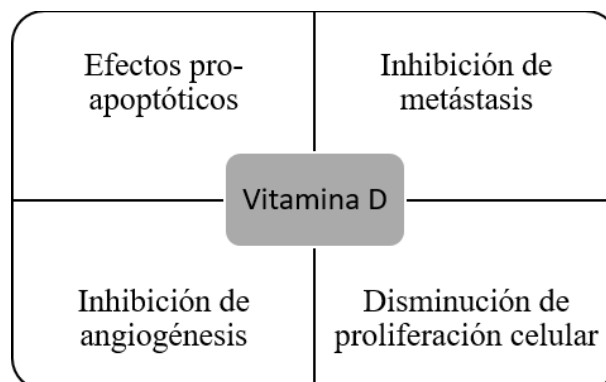 Efectos pro-
apoptóticos
Inhibición de
metástasis
Vitamina D
Inhibición de
angiogénesis
Disminución de
proliferación celular